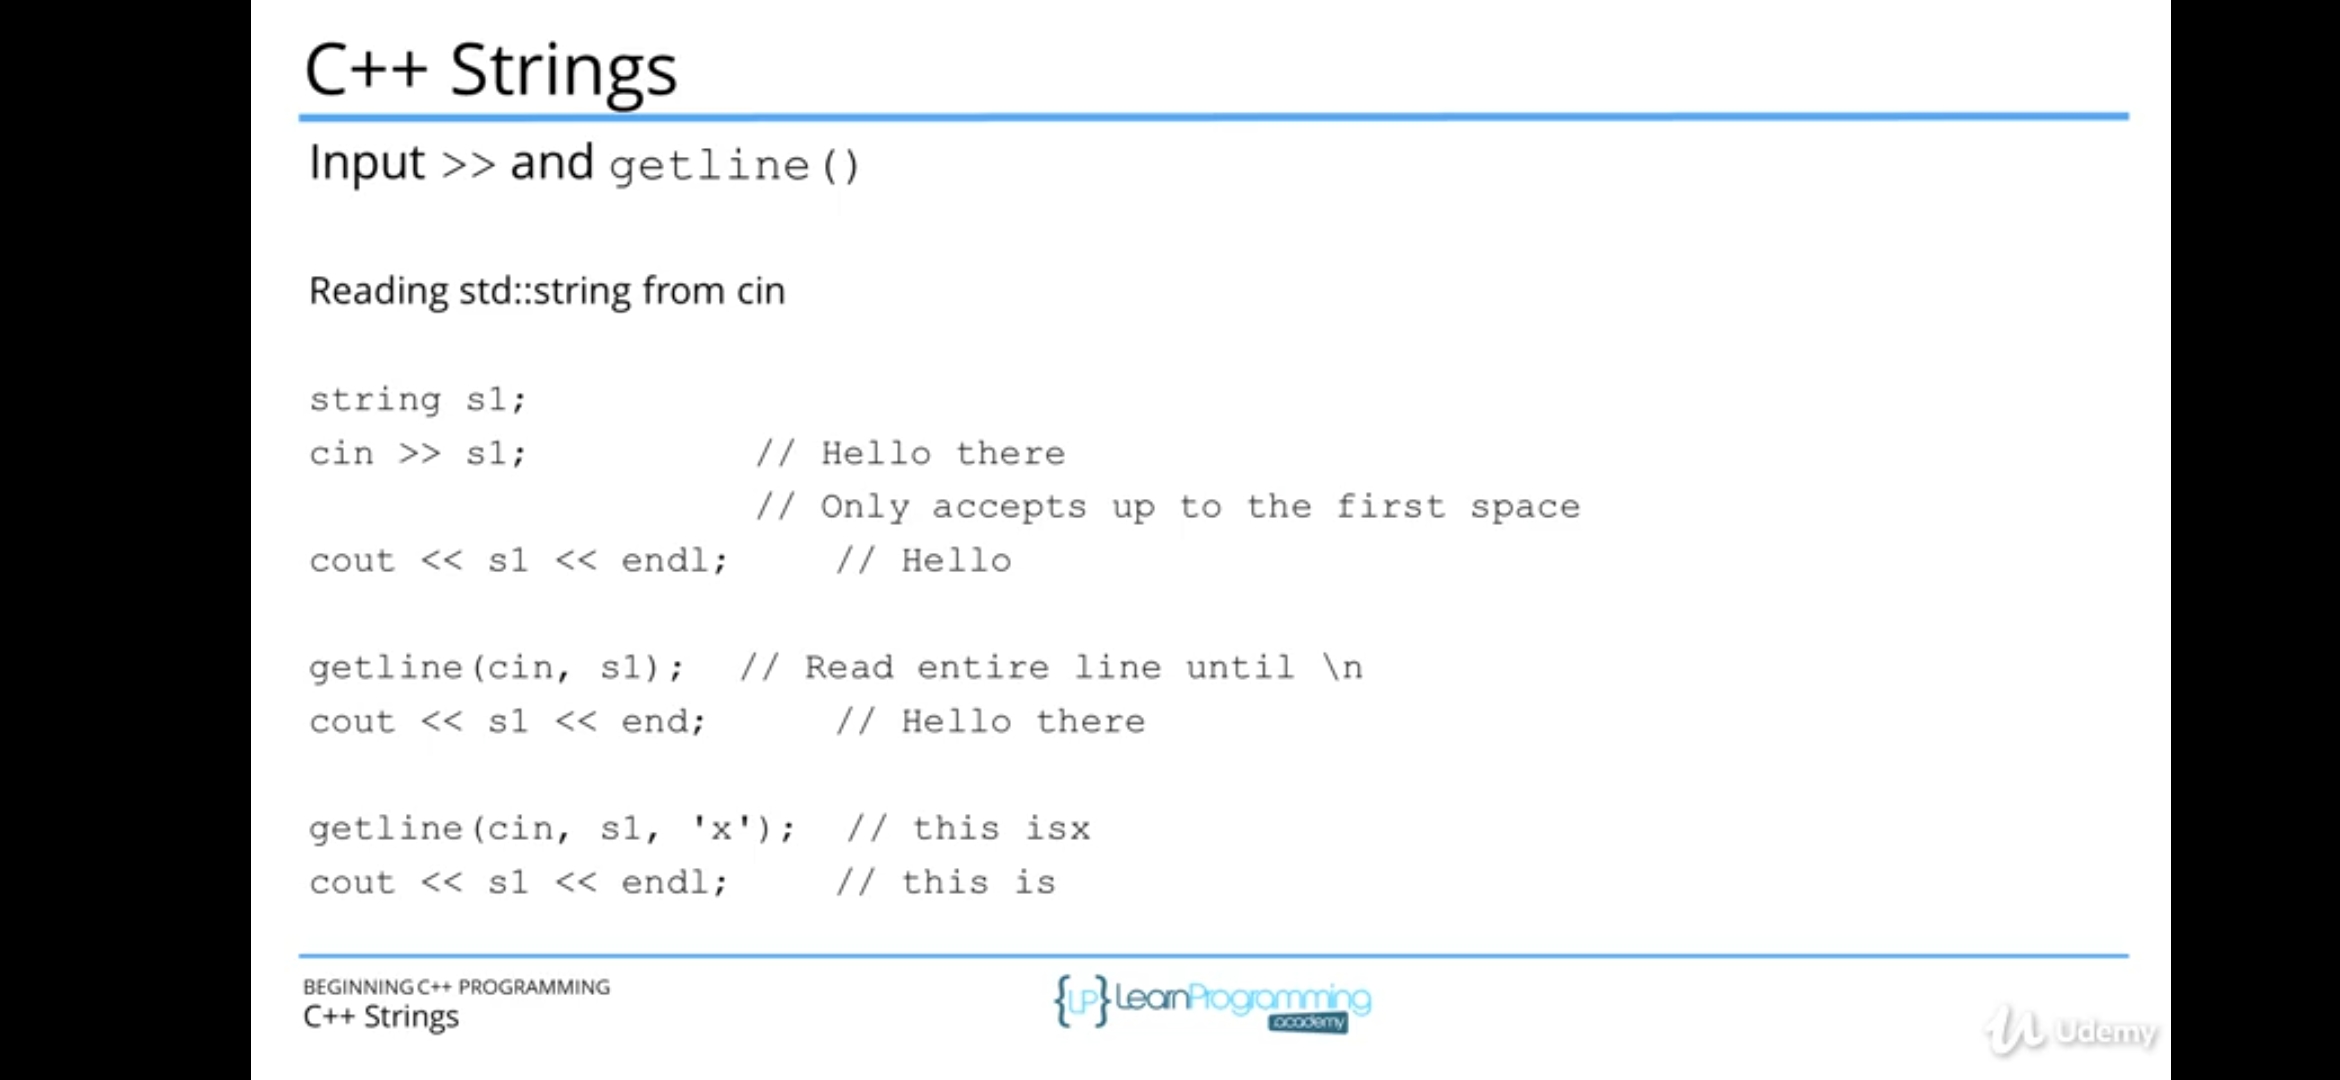 C++ Strings
Input >> and getline()
Reading std::string from cin
string s1;
cin >> s1;          // Hello there
                    // Only accepts up to the first space
cout << s1 << endl;     // Hello
getline(cin, s1);  // Read entire line until \n
cout << s1 << end;      // Hello there
getline(cin, s1, 'x');  // this isx
cout << s1 << endl;     // this is
BEGINNING C++ PROGRAMMING
C++ Strings
{LP} LearnProgramming
academy
Udemy